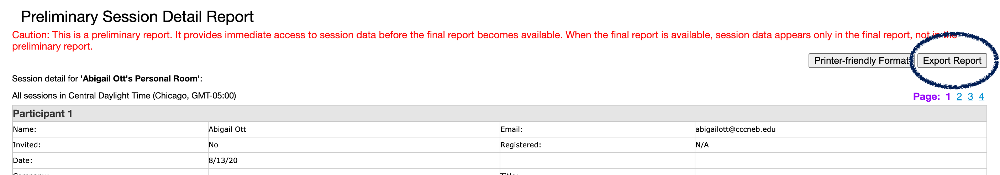 Preliminary Session Detail Report
Caution: This is a preliminary report. It provides immediate access to session data before the final report becomes available. When the final report is available, session data appears only in the final report, not in the
preliminary report.
Printer-friendly Format Export Report
Session detail for 'Abigail Ott's Personal Room':
All sessions in Central Daylight Time (Chicago, GMT-05:00) Page: 1 2 3 4
Participant 1
Name: Abigail Ott Email: abigailott@cccneb.edu
Invited: No Registered: N/A
Date: 8/13/20